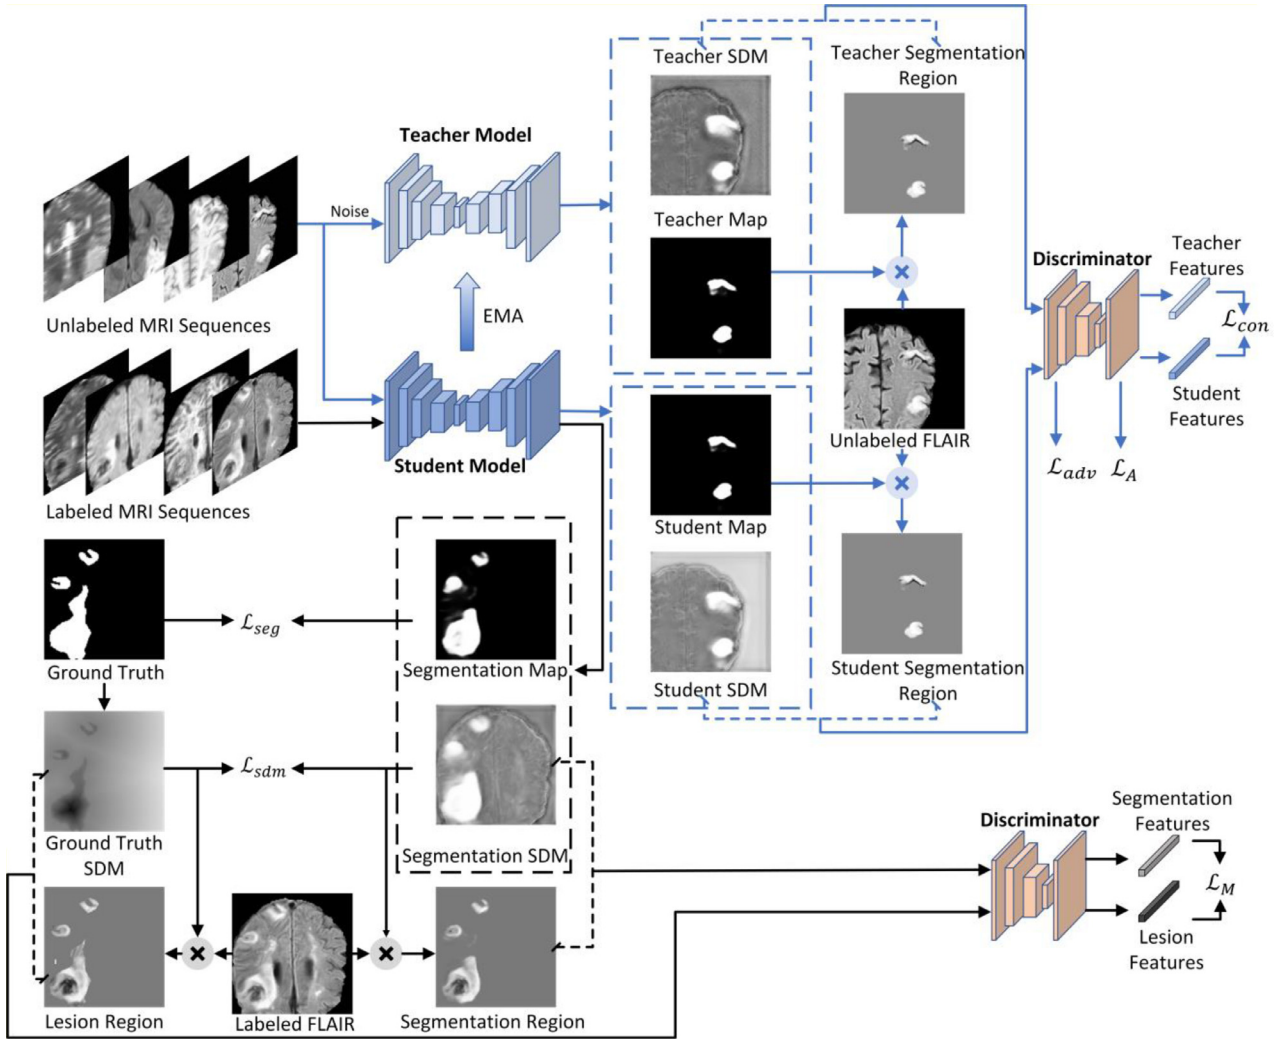 Teacher SDM
Teacher Segmentation
Region
Teacher Model
Noise
Teacher Map
Unlabeled MRI Sequences
EMA
Discriminator
Teacher
Features
ℒcon
Student
Features
ℒadv
ℒA
Unlabeled FLAIR
Student Model
Labeled MRI Sequences
Student Map
ℒseg
Ground Truth
Segmentation Map
Student SDM
Student Segmentation
Region
ℒsdm
Ground Truth
SDM
Segmentation SDM
Lesion Region
Labeled FLAIR
Segmentation Region
Discriminator
Segmentation
Features
ℒM
Lesion
Features